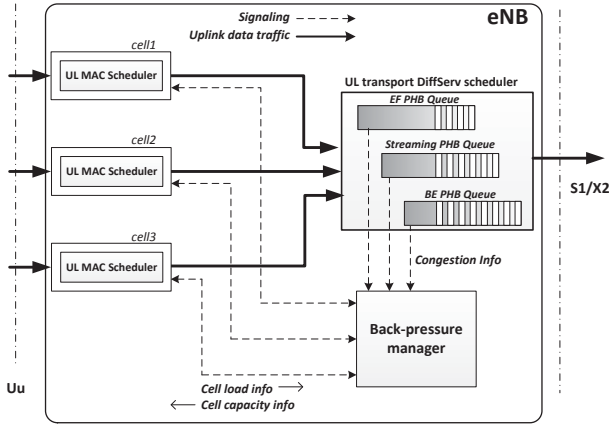 Signaling
Uplink data traffic
eNB
cell1
UL MAC Scheduler
UL transport DiffServ scheduler
EF PHB Queue
cell2
UL MAC Scheduler
Streaming PHB Queue
S1/X2
BE PHB Queue
cell3
UL MAC Scheduler
Congestion Info
Back-pressure
manager
Uu
Cell load info
Cell capacity info